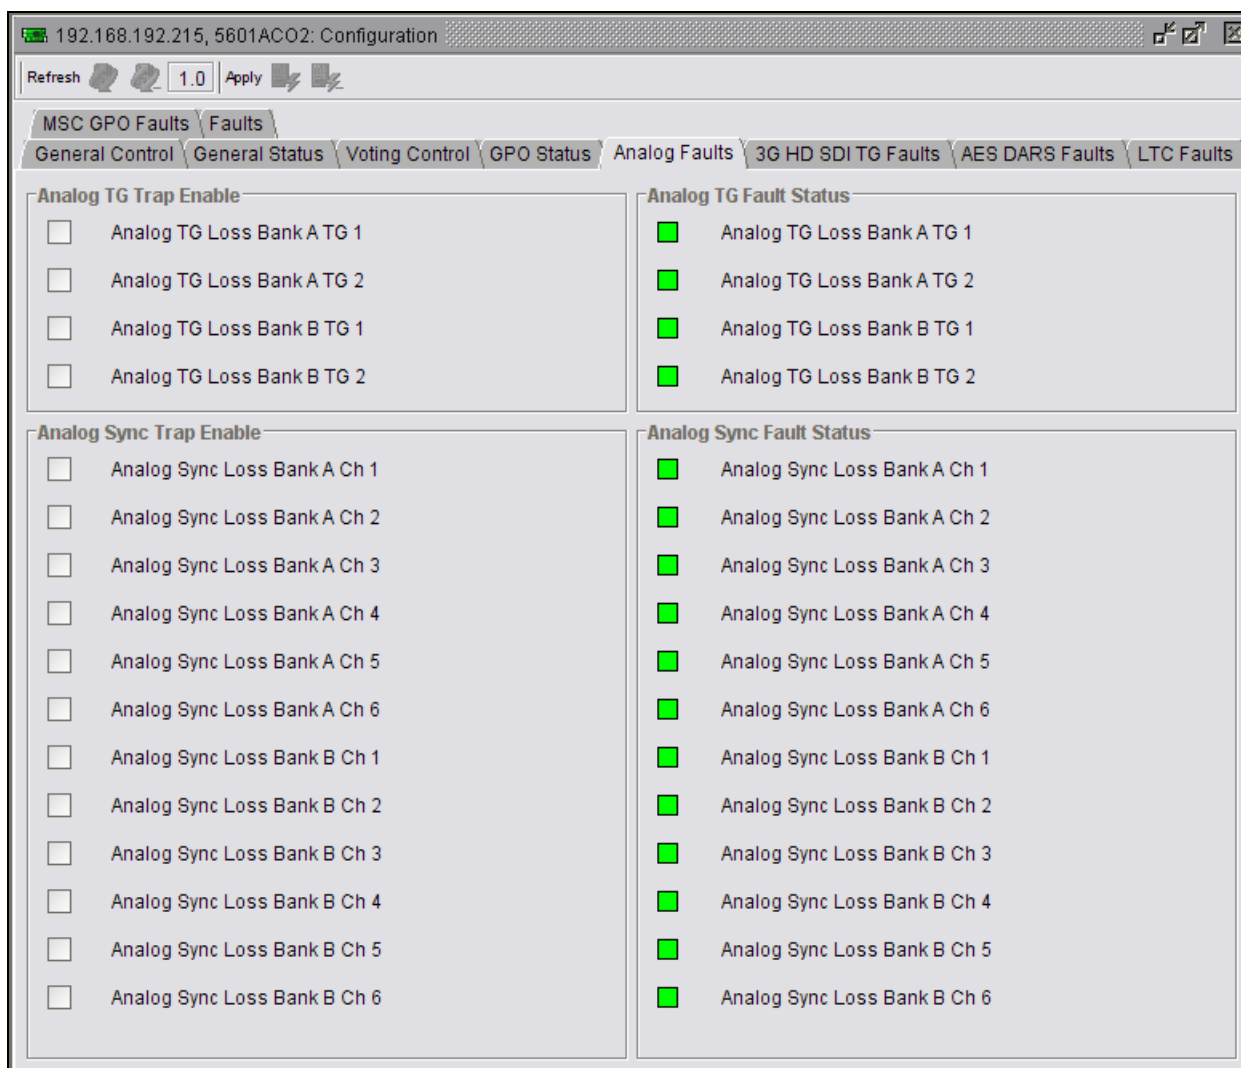 192.168.192.215, 5601ACO2: Configuration
Refresh 1.0 Apply
MSC GPO Faults Faults
General Control General Status Voting Control GPO Status Analog Faults 3G HD SDI TG Faults AES DARS Faults LTC Faults
Analog TG Trap Enable
Analog TG Loss Bank A TG 1
Analog TG Loss Bank A TG 2
Analog TG Loss Bank B TG 1
Analog TG Loss Bank B TG 2
Analog TG Fault Status
Analog TG Loss Bank A TG 1
Analog TG Loss Bank A TG 2
Analog TG Loss Bank B TG 1
Analog TG Loss Bank B TG 2
Analog Sync Trap Enable
Analog Sync Loss Bank A Ch 1
Analog Sync Loss Bank A Ch 2
Analog Sync Loss Bank A Ch 3
Analog Sync Loss Bank A Ch 4
Analog Sync Loss Bank A Ch 5
Analog Sync Loss Bank A Ch 6
Analog Sync Loss Bank B Ch 1
Analog Sync Loss Bank B Ch 2
Analog Sync Loss Bank B Ch 3
Analog Sync Loss Bank B Ch 4
Analog Sync Loss Bank B Ch 5
Analog Sync Loss Bank B Ch 6
Analog Sync Fault Status
Analog Sync Loss Bank A Ch 1
Analog Sync Loss Bank A Ch 2
Analog Sync Loss Bank A Ch 3
Analog Sync Loss Bank A Ch 4
Analog Sync Loss Bank A Ch 5
Analog Sync Loss Bank A Ch 6
Analog Sync Loss Bank B Ch 1
Analog Sync Loss Bank B Ch 2
Analog Sync Loss Bank B Ch 3
Analog Sync Loss Bank B Ch 4
Analog Sync Loss Bank B Ch 5
Analog Sync Loss Bank B Ch 6